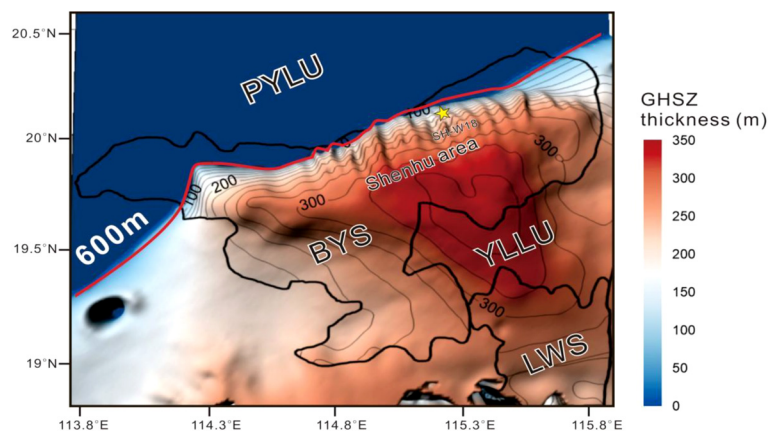 20.5°N
20°N
19.5°N
19°N
113.8°E
114.3°E
114.8°E
115.3°E
115.8°E
PYLU
100
SH-W18
Shenhu area
300
100
200
300
600m
BYS
YLLU
300
LWS
GHSZ
thickness (m)
350
300
250
200
150
100
50
0